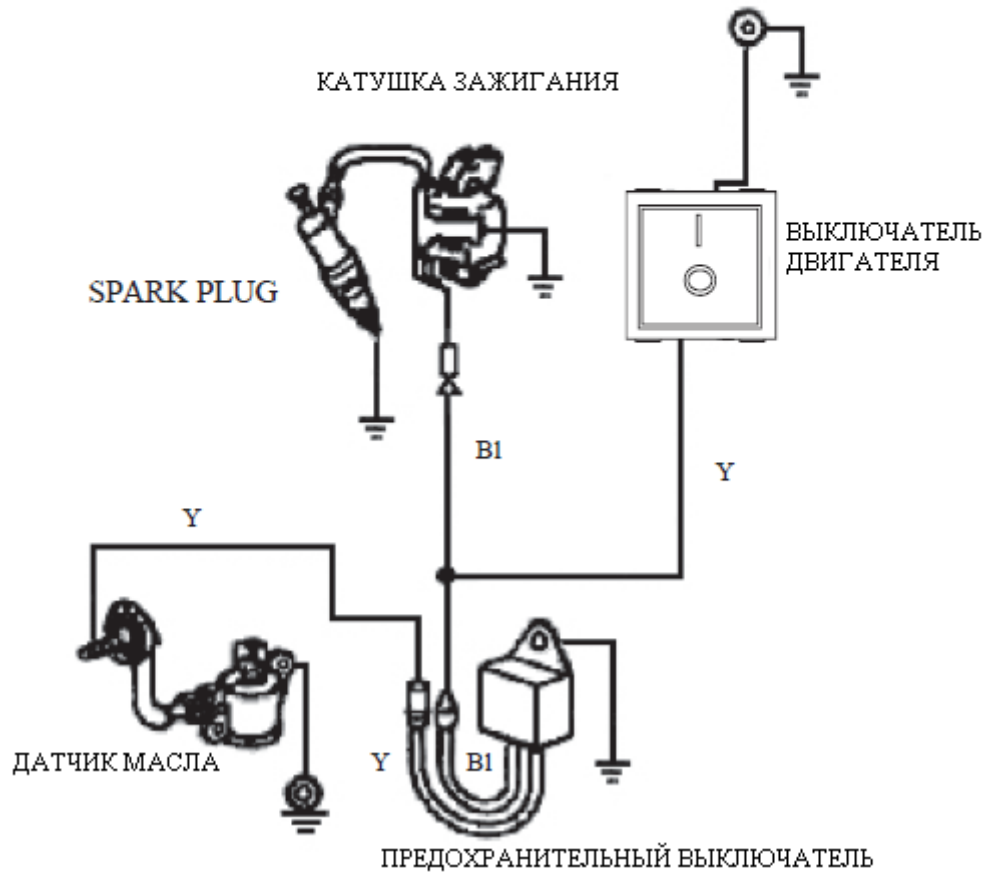 КАТУШКА ЗАЖИГАНИЯ
ВЫКЛЮЧАТЕЛЬ
ДВИГАТЕЛЯ
SPARK PLUG
B1
Y
Y
ДАТЧИК МАСЛА
Y
B1
ПРЕДОХРАНИТЕЛЬНЫЙ ВЫКЛЮЧАТЕЛЬ